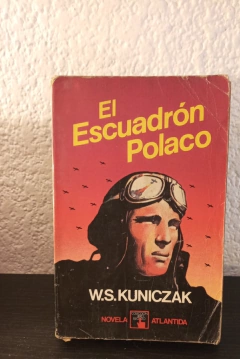 El
Escuadrón
Polaco
W.S.KUNICZAK
NOVELA ATLANTIDA